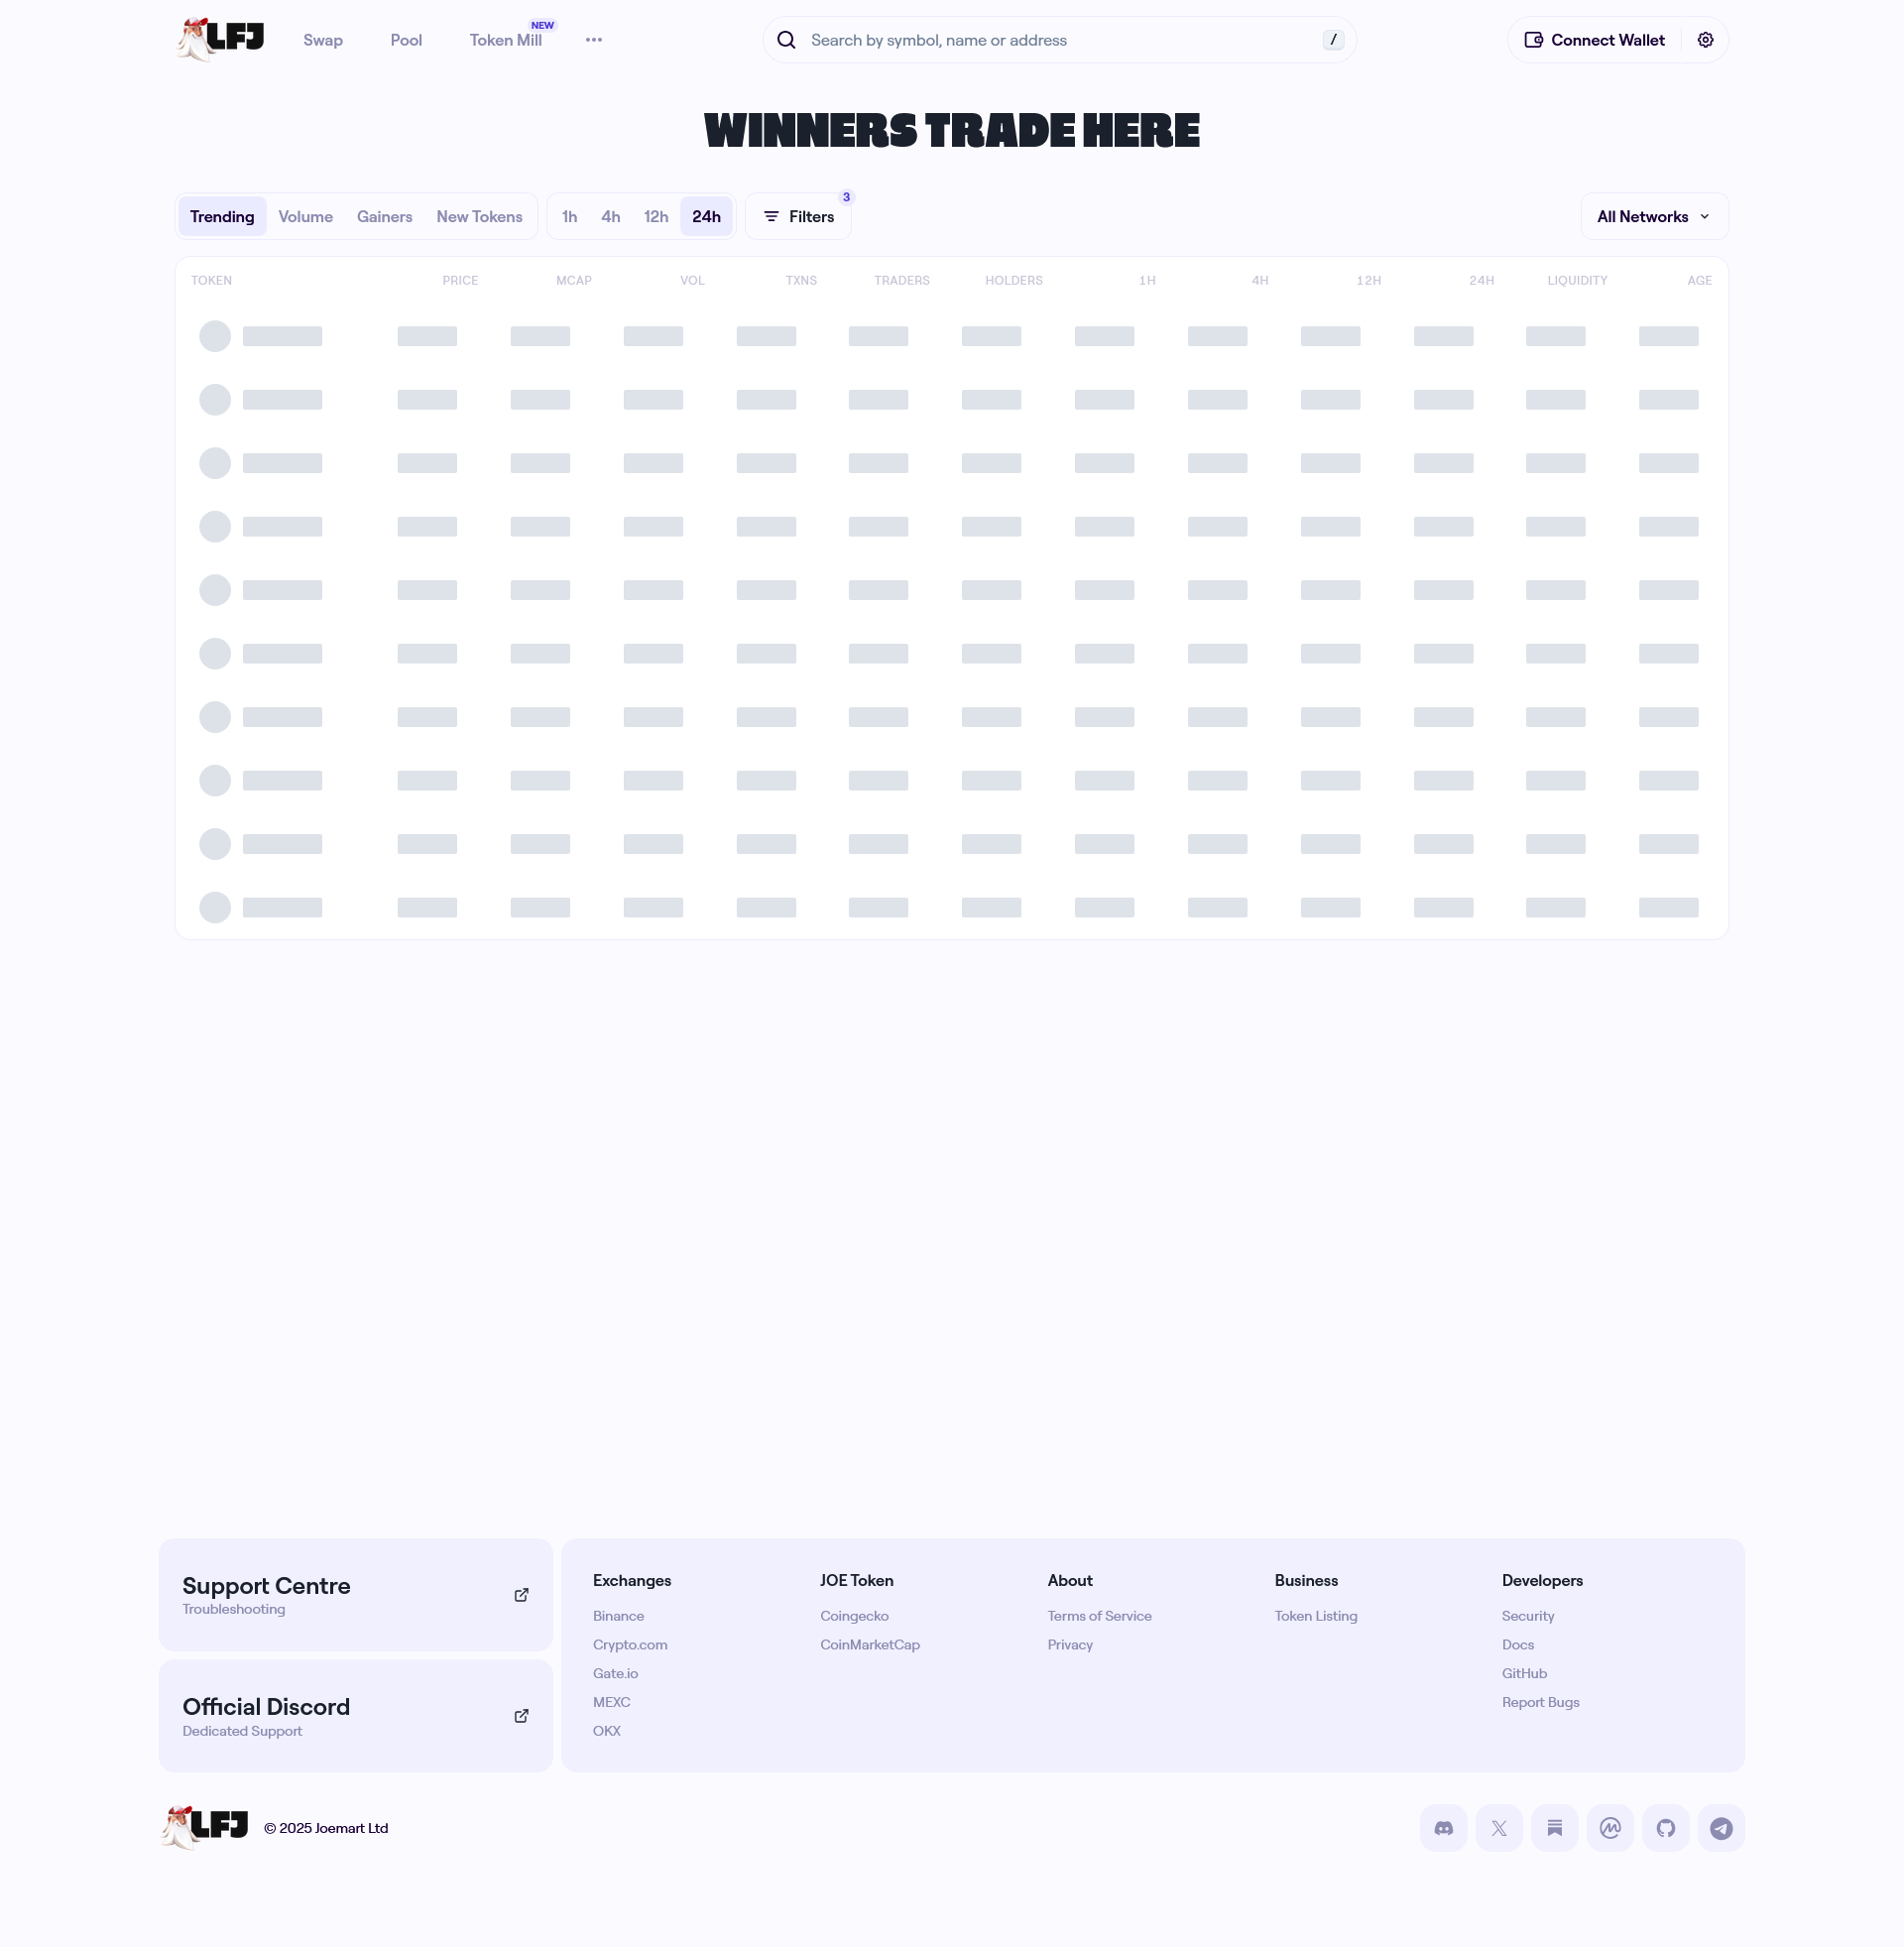 LFJ
Swap
Pool
Token Mill
NEW
Search by symbol, name or address
/
Connect Wallet
WINNERS TRADE HERE
Trending
Volume
Gainers
New Tokens
1h
4h
12h
24h
Filters
3
All Networks
TOKEN
PRICE
MCAP
VOL
TXNS
TRADERS
HOLDERS
1H
4H
12H
24H
LIQUIDITY
AGE
Support Centre
Troubleshooting
Official Discord
Dedicated Support
Exchanges
Binance
Crypto.com
Gate.io
MEXC
OKX
JOE Token
Coingecko
CoinMarketCap
About
Terms of Service
Privacy
Business
Token Listing
Developers
Security
Docs
GitHub
Report Bugs
LFJ
© 2025 Joemart Ltd